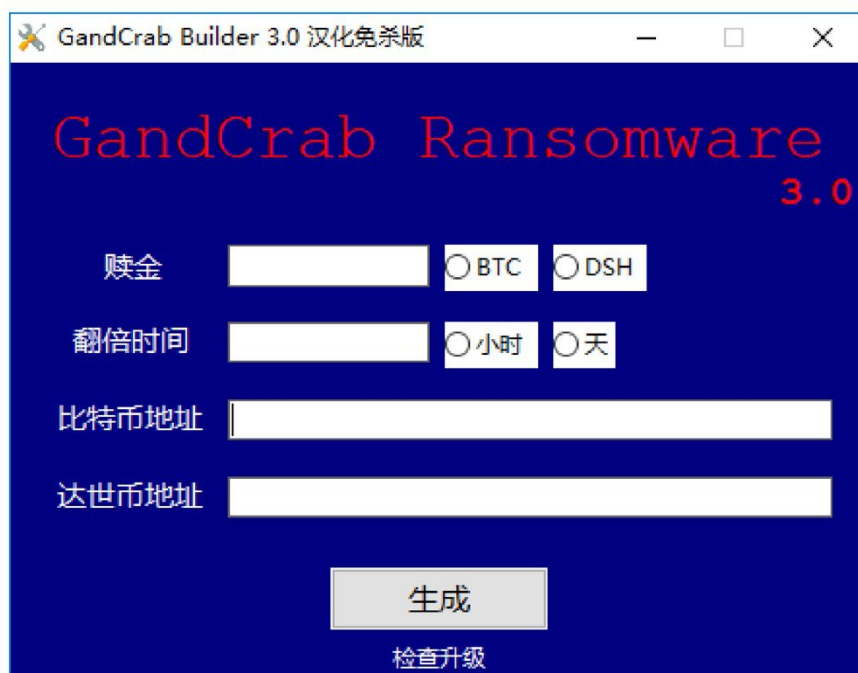 GandCrab Builder 3.0 汉化免杀版
GandCrab Ransomware
3.0
赎金 BTC DSH
翻倍时间 小时 天
比特币地址
达世币地址
生成
检查升级